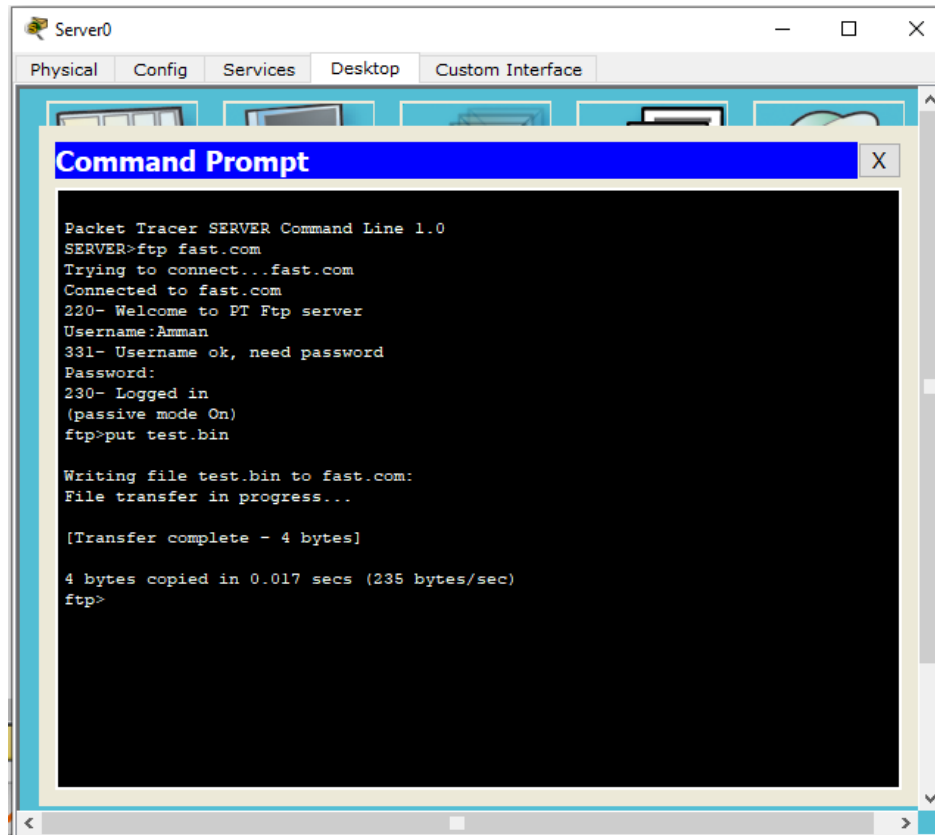 Server0
Physical Config Services Desktop Custom Interface
Command Prompt
X
Packet Tracer SERVER Command Line 1.0
SERVER>ftp fast.com
Trying to connect...fast.com
Connected to fast.com
220- Welcome to PT Ftp server
Username:Amman
331- Username ok, need password
Password:
230- Logged in
(passive mode On)
ftp>put test.bin
Writing file test.bin to fast.com:
File transfer in progress...
[Transfer complete - 4 bytes]
4 bytes copied in 0.017 secs (235 bytes/sec)
ftp>